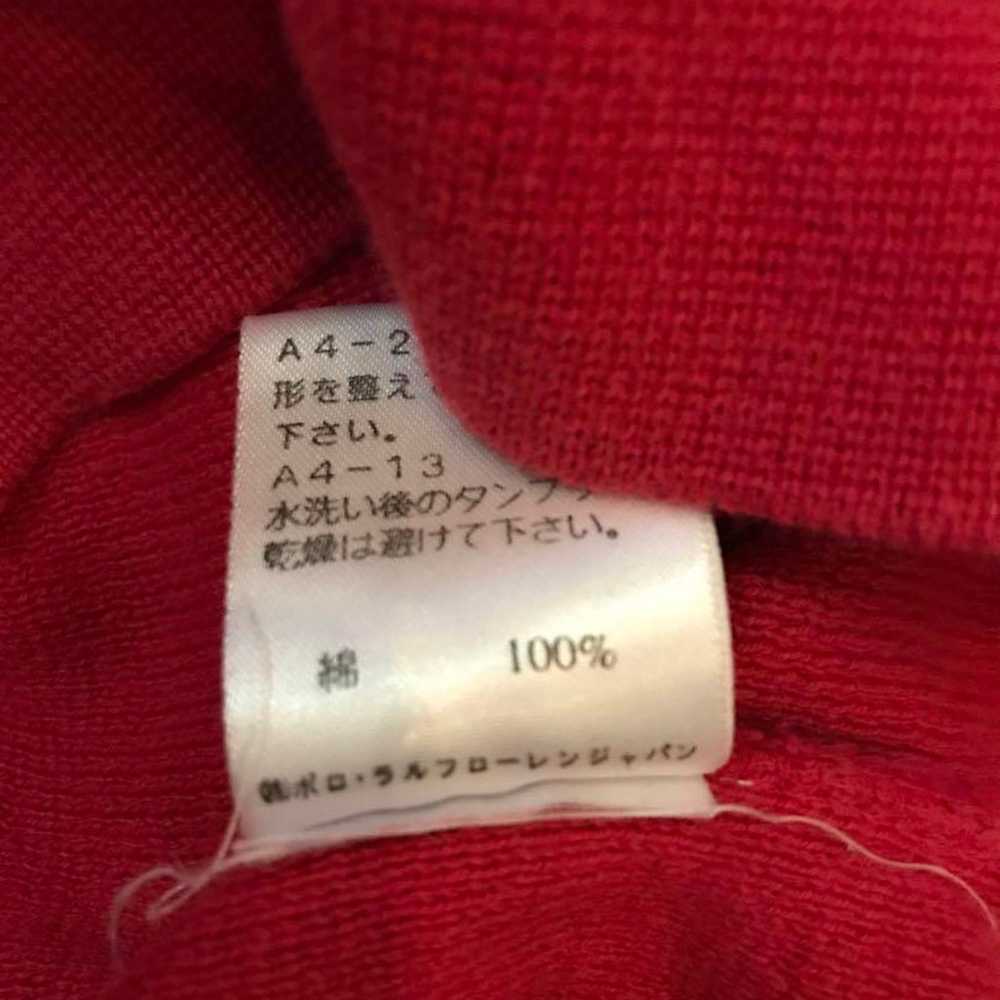 A4-2
形を整え
下さい。
A4-13
水洗い後のタンブラ
乾燥は避けて下さい。
綿 100%
㈱ポロ・ラルフローレンジャパン